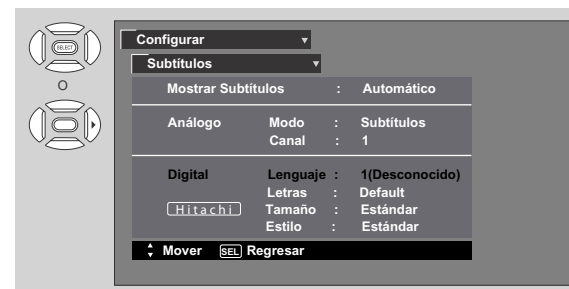 SELECT
O
Configurar
Subtítulos
Mostrar Subtítulos : Automático
Análogo Modo : Subtítulos
Canal : 1
Digital Lenguaje : 1(Desconocido)
Letras : Default
Hitachi Tamaño : Estándar
Estilo : Estándar
Mover SEL Regresar